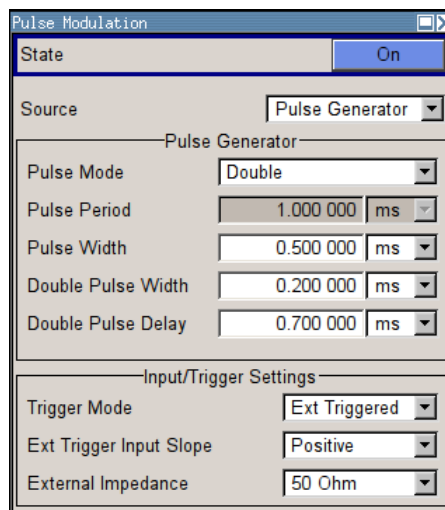 Pulse Modulation
State On
Source Pulse Generator
Pulse Generator
Pulse Mode Double
Pulse Period 1.000 000 ms
Pulse Width 0.500 000 ms
Double Pulse Width 0.200 000 ms
Double Pulse Delay 0.700 000 ms
Input/Trigger Settings
Trigger Mode Ext Triggered
Ext Trigger Input Slope Positive
External Impedance 50 Ohm